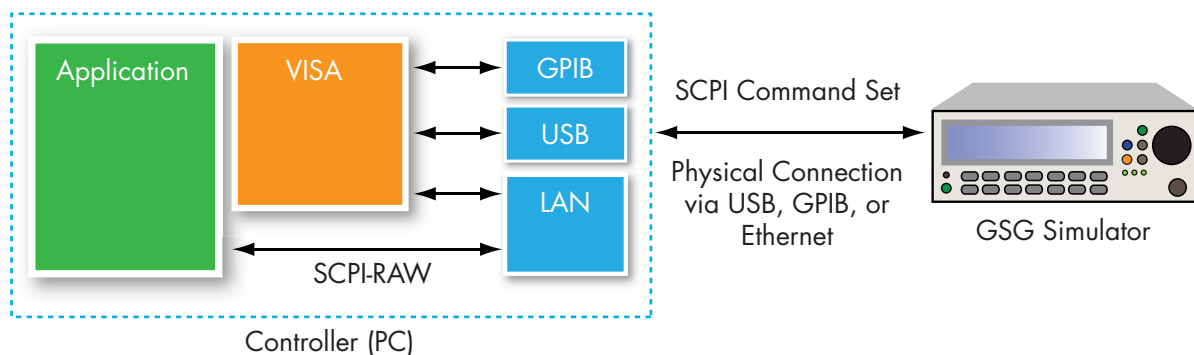 Application
VISA
GPIB
USB
LAN
SCPI-RAW
Controller (PC)
SCPI Command Set
Physical Connection
via USB, GPIB, or
Ethernet
GSG Simulator